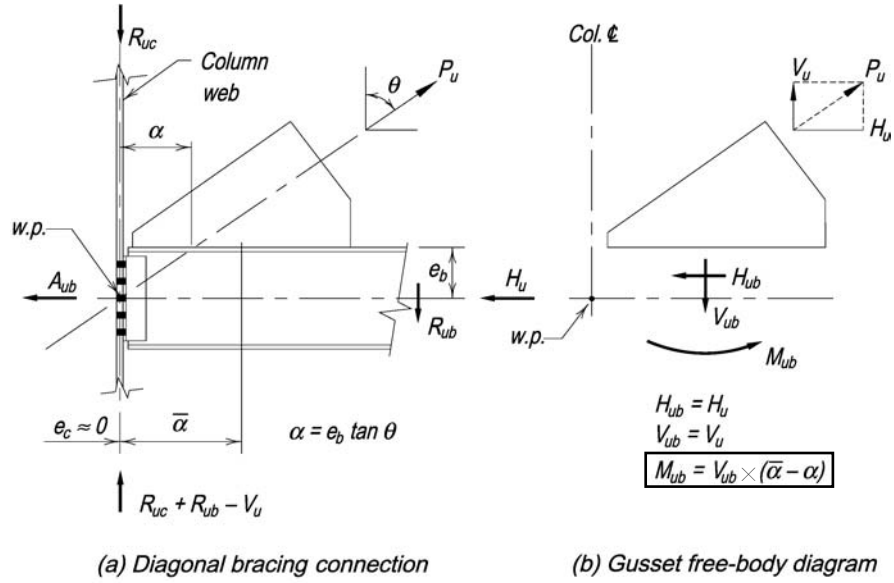 R_uc
Column
web
α
θ
P_u
w.p.
A_ub
e_b
R_ub
e_c ≈ 0
α̅
α = e_b tan θ
R_uc + R_ub − V_u
(a) Diagonal bracing connection
Col. ℄
V_u
P_u
H_u
H_u
H_ub
V_ub
w.p.
M_ub
H_ub = H_u
V_ub = V_u
M_ub = V_ub × (α̅ − α)
(b) Gusset free-body diagram